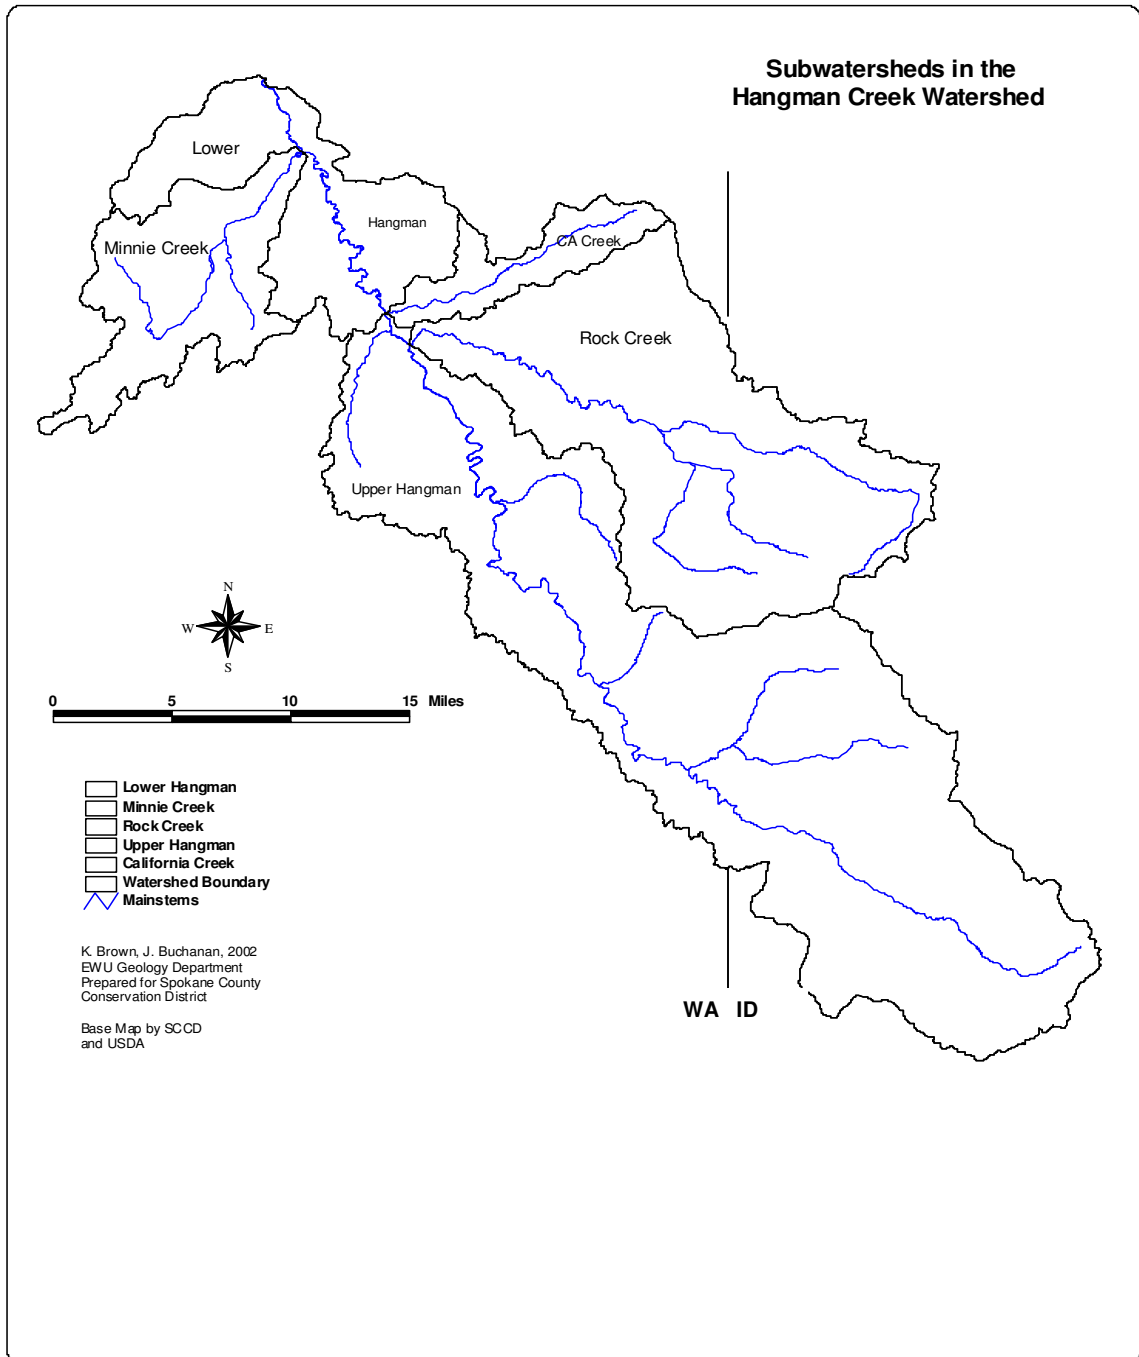 Subwatersheds in the
Hangman Creek Watershed
Lower
Hangman
Minnie Creek
CA Creek
Rock Creek
Upper Hangman
N
W
E
S
0
5
10
15
Miles
Lower Hangman
Minnie Creek
Rock Creek
Upper Hangman
California Creek
Watershed Boundary
Mainstems
K. Brown, J. Buchanan, 2002
EWU Geology Department
Prepared for Spokane County
Conservation District
Base Map by SCCD
and USDA
WA
ID